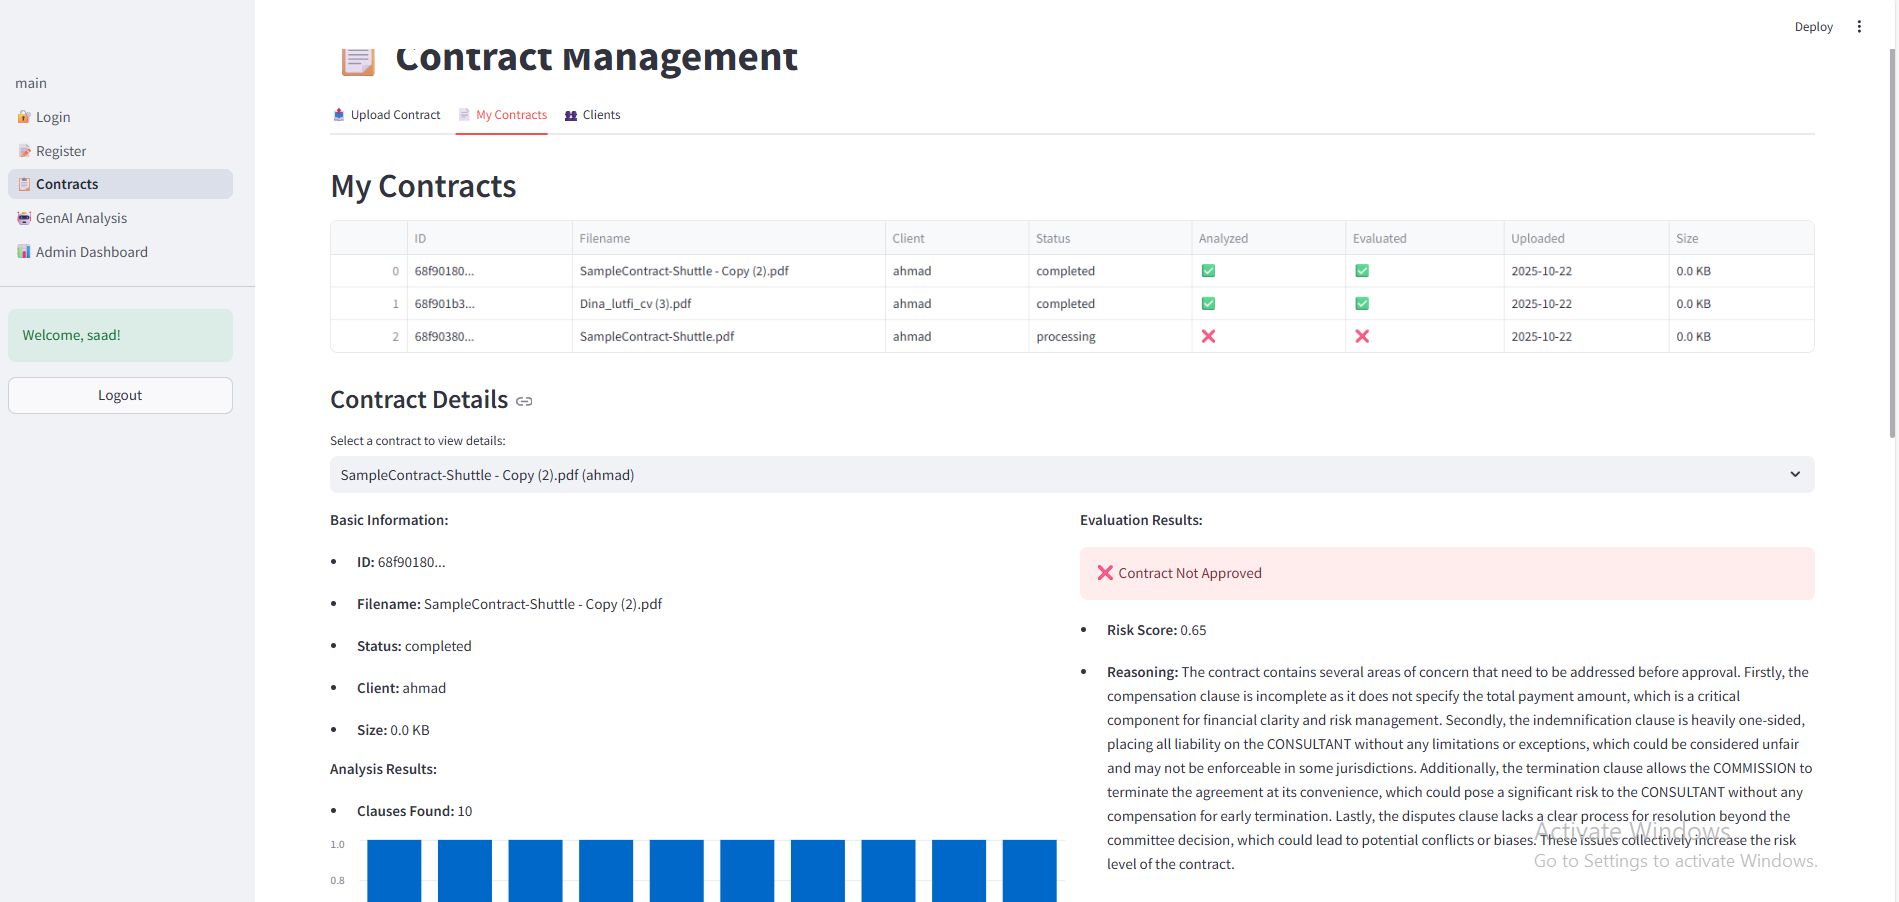 Deploy
main
Login
Register
Contracts
GenAI Analysis
Admin Dashboard
Welcome, saad!
Logout
Contract Management
Upload Contract My Contracts Clients
My Contracts
ID Filename Client Status Analyzed Evaluated Uploaded Size
0 68f90180... SampleContract-Shuttle - Copy (2).pdf ahmad completed ✅ ✅ 2025-10-22 0.0 KB
1 68f901b3... Dina_lutfi_cv (3).pdf ahmad completed ✅ ✅ 2025-10-22 0.0 KB
2 68f90380... SampleContract-Shuttle.pdf ahmad processing ❌ ❌ 2025-10-22 0.0 KB
Contract Details
Select a contract to view details:
SampleContract-Shuttle - Copy (2).pdf (ahmad)
Basic Information:
• ID: 68f90180...
• Filename: SampleContract-Shuttle - Copy (2).pdf
• Status: completed
• Client: ahmad
• Size: 0.0 KB
Analysis Results:
• Clauses Found: 10
1.0
0.8
Evaluation Results:
❌ Contract Not Approved
• Risk Score: 0.65
• Reasoning: The contract contains several areas of concern that need to be addressed before approval. Firstly, the
compensation clause is incomplete as it does not specify the total payment amount, which is a critical
component for financial clarity and risk management. Secondly, the indemnification clause is heavily one-sided,
placing all liability on the CONSULTANT without any limitations or exceptions, which could be considered unfair
and may not be enforceable in some jurisdictions. Additionally, the termination clause allows the COMMISSION to
terminate the agreement at its convenience, which could pose a significant risk to the CONSULTANT without any
compensation for early termination. Lastly, the disputes clause lacks a clear process for resolution beyond the
committee decision, which could lead to potential conflicts or biases. These issues collectively increase the risk
level of the contract.
Activate Windows
Go to Settings to activate Windows.